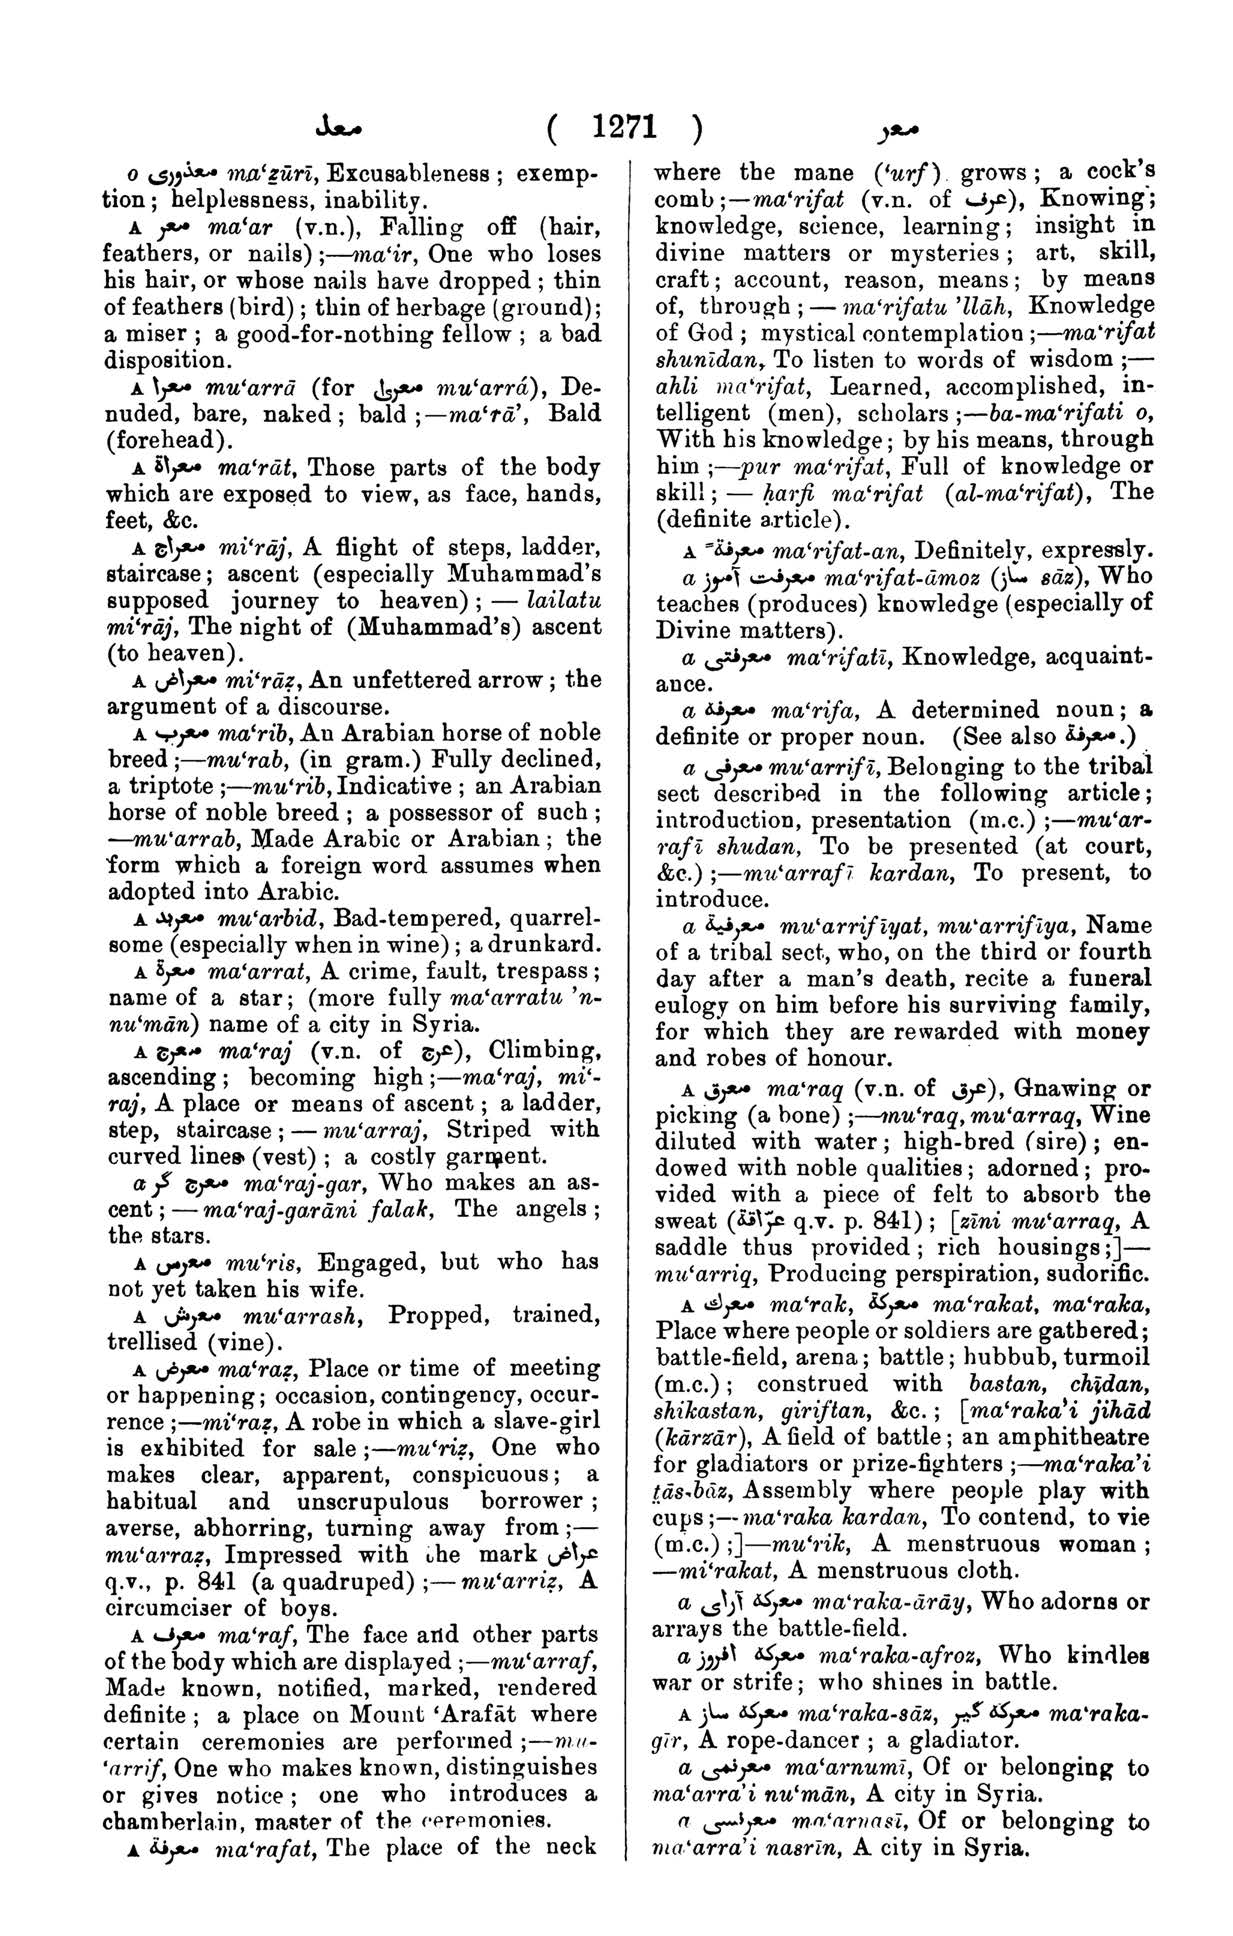 معذ ( 1271 ) معر
o معذوری ma‘ẕūrī, Excusableness; exemp-
tion; helplessness, inability.
A معر ma‘ar (v.n.), Falling off (hair,
feathers, or nails);—ma‘ir, One who loses
his hair, or whose nails have dropped; thin
of feathers (bird); thin of herbage (ground);
a miser; a good-for-nothing fellow; a bad
disposition.
A معرا mu‘arrā (for معریٰ mu‘arrá), De-
nuded, bare, naked; bald;—ma‘rā’, Bald
(forehead).
A معراة ma‘rāt, Those parts of the body
which are exposed to view, as face, hands,
feet, &c.
A معراج mi‘rāj, A flight of steps, ladder,
staircase; ascent (especially Muhammad's
supposed journey to heaven);—lailatu
mi‘rāj, The night of (Muhammad's) ascent
(to heaven).
A معراض mi‘rāẓ, An unfettered arrow; the
argument of a discourse.
A معرب ma‘rib, An Arabian horse of noble
breed;—mu‘rab, (in gram.) Fully declined,
a triptote;—mu‘rib, Indicative; an Arabian
horse of noble breed; a possessor of such;
—mu‘arrab, Made Arabic or Arabian; the
form which a foreign word assumes when
adopted into Arabic.
A معربد mu‘arbid, Bad-tempered, quarrel-
some (especially when in wine); a drunkard.
A معرة ma‘arrat, A crime, fault, trespass;
name of a star; (more fully ma‘arratu 'n-
nu‘mān) name of a city in Syria.
A معرج ma‘raj (v.n. of عرج), Climbing,
ascending; becoming high;—ma‘raj, mi‘-
raj, A place or means of ascent; a ladder,
step, staircase;—mu‘arraj, Striped with
curved lines (vest); a costly garment.
a معرج گر ma‘raj-gar, Who makes an as-
cent;—ma‘raj-garāni falak, The angels;
the stars.
A معرس mu‘ris, Engaged, but who has
not yet taken his wife.
A معرش mu‘arrash, Propped, trained,
trellised (vine).
A معرض ma‘raẓ, Place or time of meeting
or happening; occasion, contingency, occur-
rence;—mi‘raẓ, A robe in which a slave-girl
is exhibited for sale;—mu‘riẓ, One who
makes clear, apparent, conspicuous; a
habitual and unscrupulous borrower;
averse, abhorring, turning away from;—
mu‘arraẓ, Impressed with the mark عراض
q.v., p. 841 (a quadruped);—mu‘arriẓ, A
circumciser of boys.
A معرف ma‘raf, The face and other parts
of the body which are displayed;—mu‘arraf,
Made known, notified, marked, rendered
definite; a place on Mount ‘Arafāt where
certain ceremonies are performed;—mu-
‘arrif, One who makes known, distinguishes
or gives notice; one who introduces a
chamberlain, master of the ceremonies.
A معرفة ma‘rafat, The place of the neck
where the mane (‘urf) grows; a cock's
comb;—ma‘rifat (v.n. of عرف), Knowing;
knowledge, science, learning; insight in
divine matters or mysteries; art, skill,
craft; account, reason, means; by means
of, through;—ma‘rifatu 'llāh, Knowledge
of God; mystical contemplation;—ma‘rifat
shunīdan, To listen to words of wisdom;—
ahli ma‘rifat, Learned, accomplished, in-
telligent (men), scholars;—ba-ma‘rifati o,
With his knowledge; by his means, through
him;—pur ma‘rifat, Full of knowledge or
skill;—ḥarfi ma‘rifat (al-ma‘rifat), The
(definite article).
A معرفةً ma‘rifat-an, Definitely, expressly.
a معرفت آموز ma‘rifat-āmoz (ساز sāz), Who
teaches (produces) knowledge (especially of
Divine matters).
a معرفتی ma‘rifatī, Knowledge, acquaint-
ance.
a معرفه ma‘rifa, A determined noun; a
definite or proper noun. (See also معرفة.)
a معرفی mu‘arrifī, Belonging to the tribal
sect described in the following article;
introduction, presentation (m.c.);—mu‘ar-
rafī shudan, To be presented (at court,
&c.);—mu‘arrafī kardan, To present, to
introduce.
a معرفیة mu‘arrifīyat, mu‘arrifīya, Name
of a tribal sect, who, on the third or fourth
day after a man's death, recite a funeral
eulogy on him before his surviving family,
for which they are rewarded with money
and robes of honour.
A معرق ma‘raq (v.n. of عرق), Gnawing or
picking (a bone);—mu‘raq, mu‘arraq, Wine
diluted with water; high-bred (sire); en-
dowed with noble qualities; adorned; pro-
vided with a piece of felt to absorb the
sweat (عرّاقة q.v. p. 841); [zīni mu‘arraq, A
saddle thus provided; rich housings;]—
mu‘arriq, Producing perspiration, sudorific.
A معرك ma‘rak, معركة ma‘rakat, ma‘raka,
Place where people or soldiers are gathered;
battle-field, arena; battle; hubbub, turmoil
(m.c.); construed with bastan, chīdan,
shikastan, giriftan, &c.; [ma‘raka'i jihād
(kārzār), A field of battle; an amphitheatre
for gladiators or prize-fighters;—ma‘raka'i
ṭās-bāz, Assembly where people play with
cups;—ma‘raka kardan, To contend, to vie
(m.c.);]—mu‘rik, A menstruous woman;
—mi‘rakat, A menstruous cloth.
a معركه آرای ma‘raka-ārāy, Who adorns or
arrays the battle-field.
a معركه افروز ma‘raka-afroz, Who kindles
war or strife; who shines in battle.
A معركه ساز ma‘raka-sāz, معركه گیر ma‘raka-
gīr, A rope-dancer; a gladiator.
a معرنمی ma‘arnumī, Of or belonging to
ma‘arra'i nu‘mān, A city in Syria.
a معرنسی ma‘arnasī, Of or belonging to
ma‘arra'i nasrīn, A city in Syria.